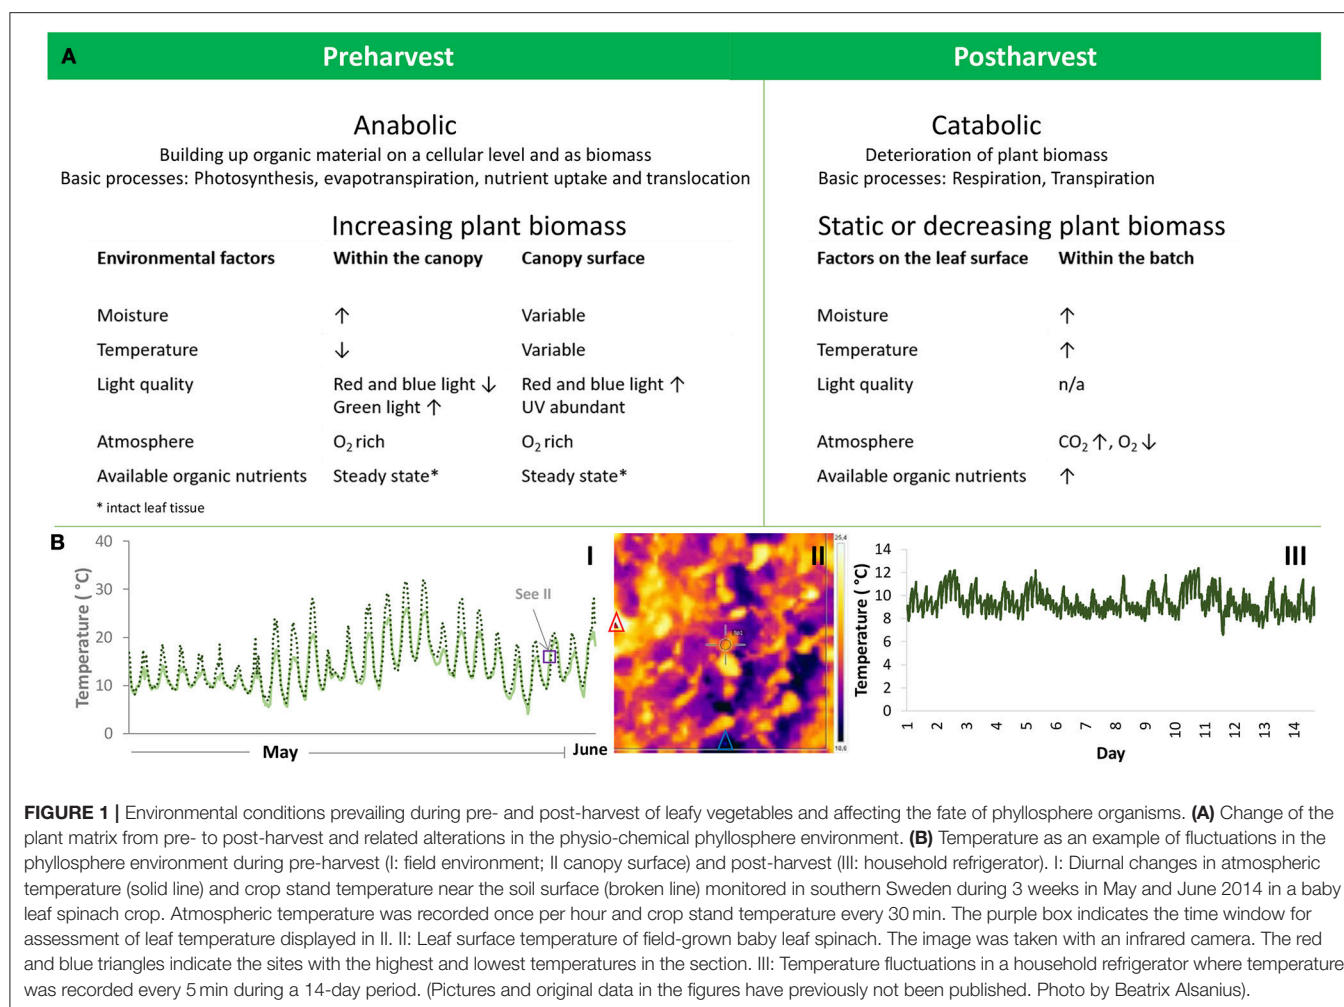 A Preharvest Postharvest
Anabolic
Building up organic material on a cellular level and as biomass
Basic processes: Photosynthesis, evapotranspiration, nutrient uptake and translocation
Increasing plant biomass
Environmental factors Within the canopy Canopy surface
Moisture ↑ Variable
Temperature ↓ Variable
Light quality Red and blue light ↓ Red and blue light ↑
Green light ↑ UV abundant
Atmosphere O₂ rich O₂ rich
Available organic nutrients Steady state* Steady state*
* intact leaf tissue
Catabolic
Deterioration of plant biomass
Basic processes: Respiration, Transpiration
Static or decreasing plant biomass
Factors on the leaf surface Within the batch
Moisture ↑
Temperature ↑
Light quality n/a
Atmosphere CO₂ ↑, O₂ ↓
Available organic nutrients ↑
B
I
Temperature (°C)
40
30
20
10
0
See II
May
June
II
25,4
Sp1
10,6
III
Temperature (°C)
14
12
10
8
6
4
2
0
1 2 3 4 5 6 7 8 9 10 11 12 13 14
Day
FIGURE 1 | Environmental conditions prevailing during pre- and post-harvest of leafy vegetables and affecting the fate of phyllosphere organisms. (A) Change of the
plant matrix from pre- to post-harvest and related alterations in the physio-chemical phyllosphere environment. (B) Temperature as an example of fluctuations in the
phyllosphere environment during pre-harvest (I: field environment; II canopy surface) and post-harvest (III: household refrigerator). I: Diurnal changes in atmospheric
temperature (solid line) and crop stand temperature near the soil surface (broken line) monitored in southern Sweden during 3 weeks in May and June 2014 in a baby
leaf spinach crop. Atmospheric temperature was recorded once per hour and crop stand temperature every 30 min. The purple box indicates the time window for
assessment of leaf temperature displayed in II. II: Leaf surface temperature of field-grown baby leaf spinach. The image was taken with an infrared camera. The red
and blue triangles indicate the sites with the highest and lowest temperatures in the section. III: Temperature fluctuations in a household refrigerator where temperature
was recorded every 5 min during a 14-day period. (Pictures and original data in the figures have previously not been published. Photo by Beatrix Alsanius).